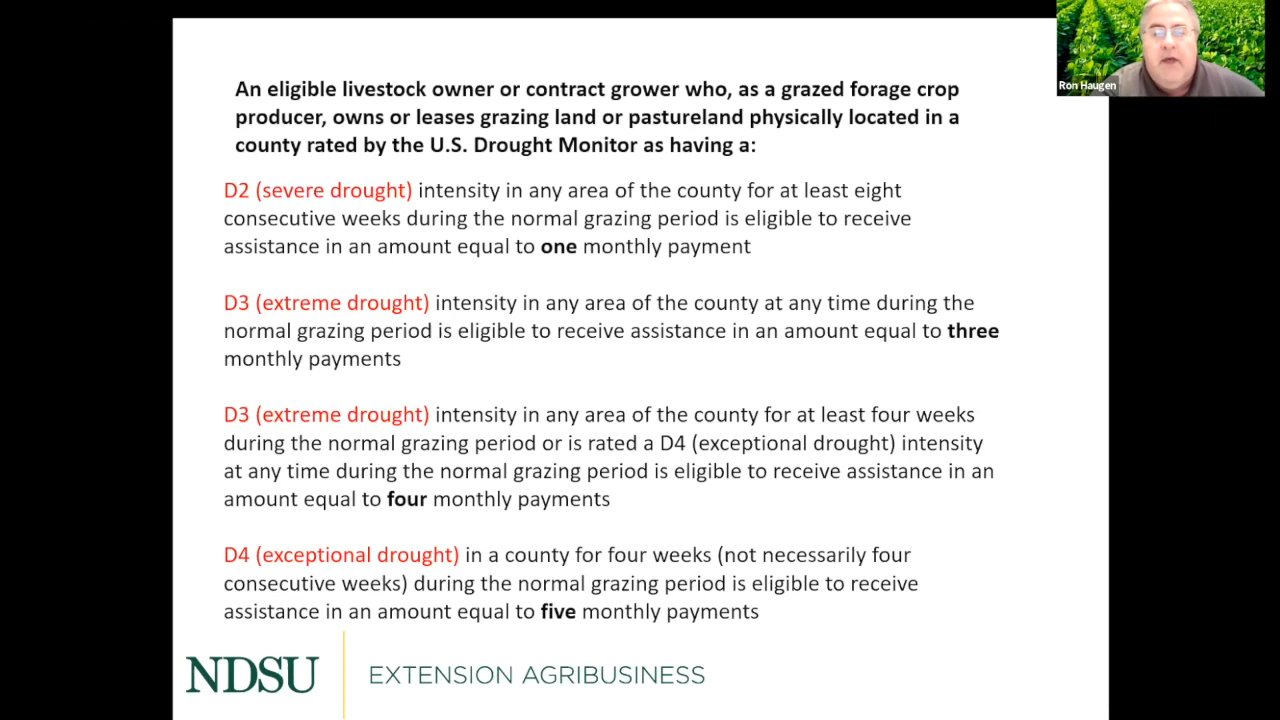 An eligible livestock owner or contract grower who, as a grazed forage crop
producer, owns or leases grazing land or pastureland physically located in a
county rated by the U.S. Drought Monitor as having a:
D2 (severe drought) intensity in any area of the county for at least eight
consecutive weeks during the normal grazing period is eligible to receive
assistance in an amount equal to one monthly payment
D3 (extreme drought) intensity in any area of the county at any time during the
normal grazing period is eligible to receive assistance in an amount equal to three
monthly payments
D3 (extreme drought) intensity in any area of the county for at least four weeks
during the normal grazing period or is rated a D4 (exceptional drought) intensity
at any time during the normal grazing period is eligible to receive assistance in an
amount equal to four monthly payments
D4 (exceptional drought) in a county for four weeks (not necessarily four
consecutive weeks) during the normal grazing period is eligible to receive
assistance in an amount equal to five monthly payments
NDSU EXTENSION AGRIBUSINESS
Ron Haugen